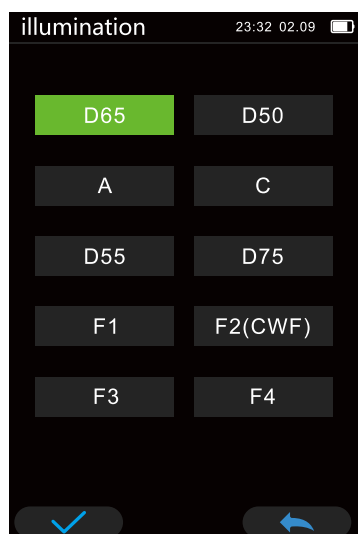 illumination 23:32 02.09
D65 D50
A C
D55 D75
F1 F2(CWF)
F3 F4